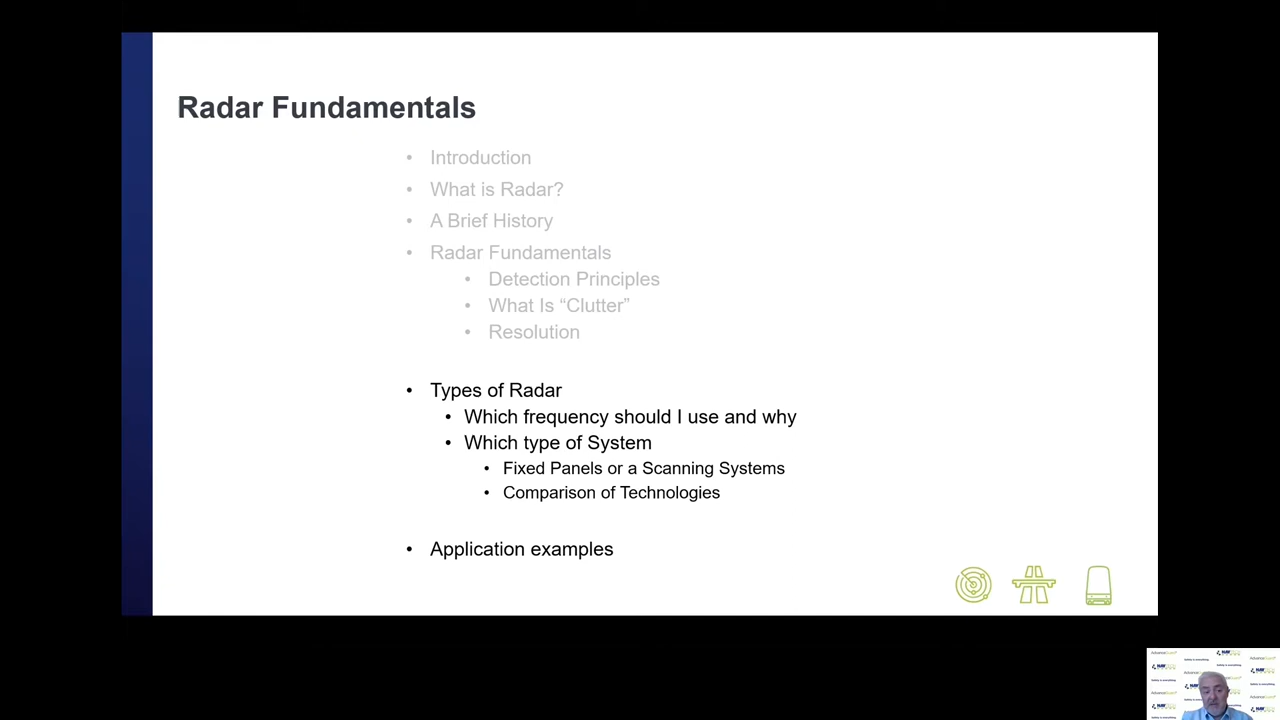 Radar Fundamentals
• Introduction
• What is Radar?
• A Brief History
• Radar Fundamentals
• Detection Principles
• What Is “Clutter”
• Resolution
• Types of Radar
• Which frequency should I use and why
• Which type of System
• Fixed Panels or a Scanning Systems
• Comparison of Technologies
• Application examples